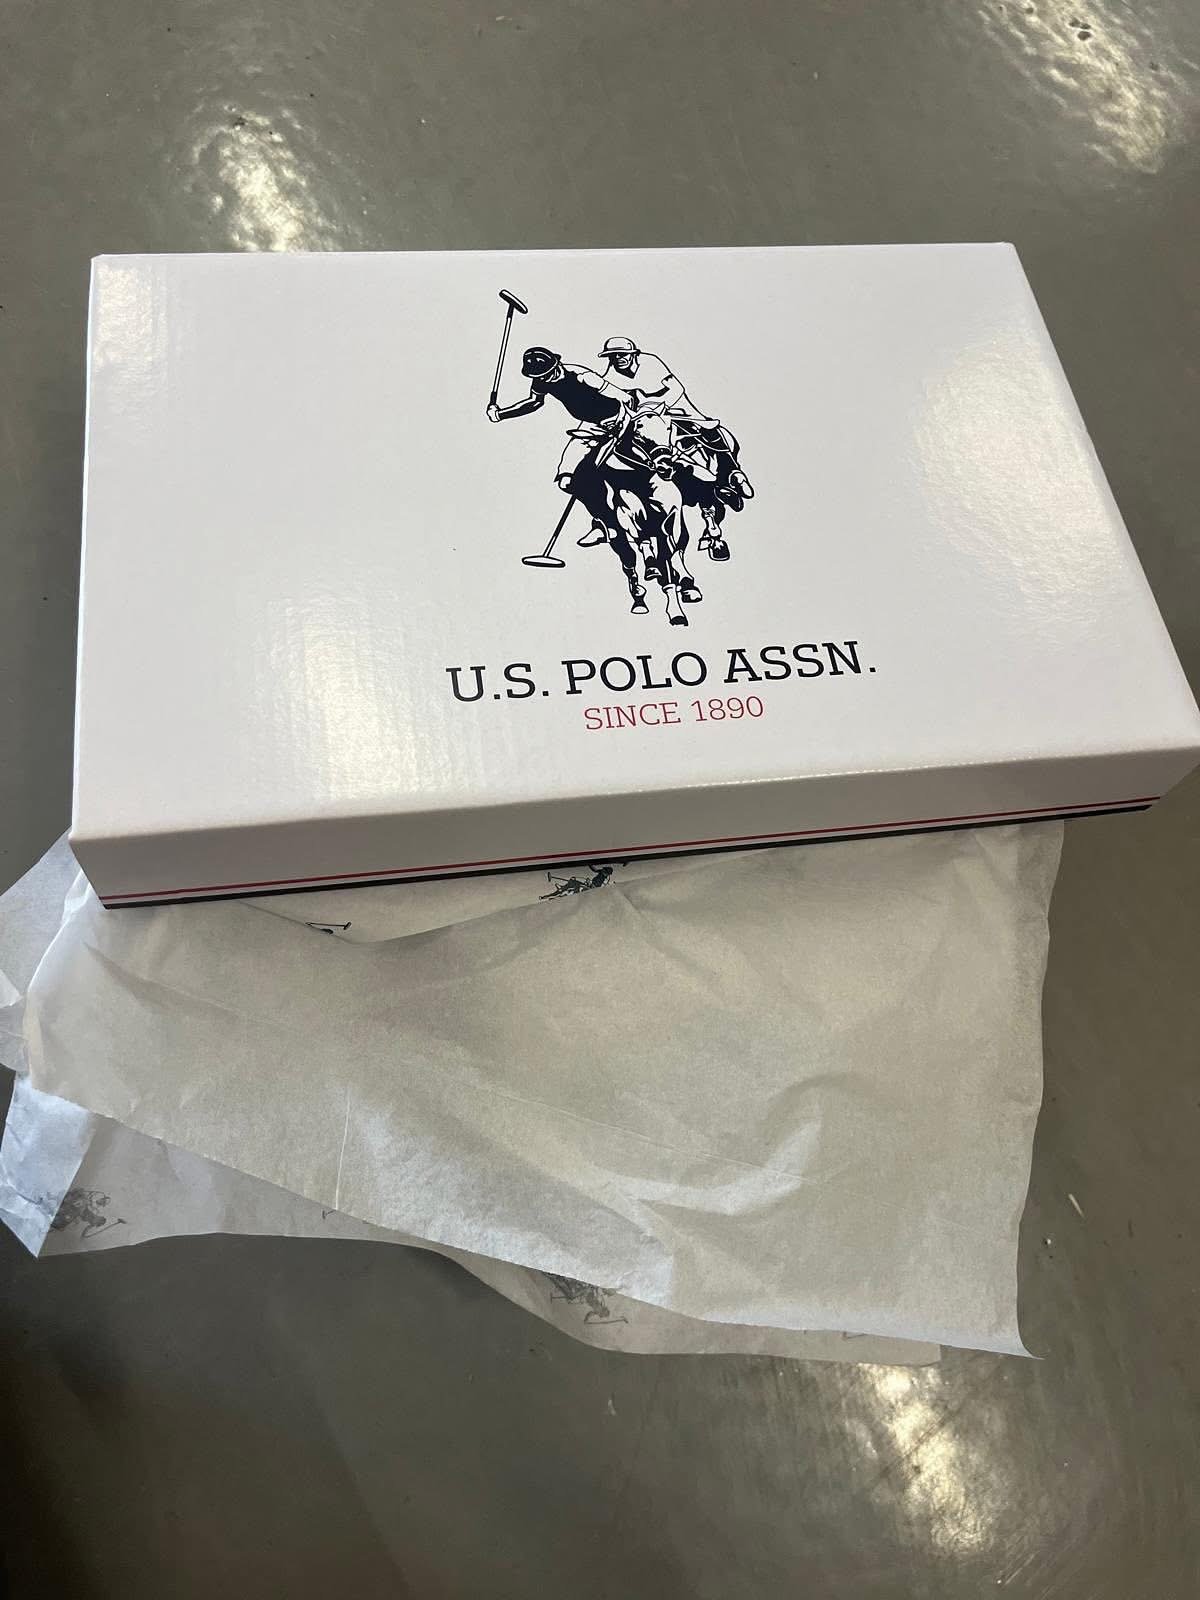 U.S. POLO ASSN.
SINCE 1890